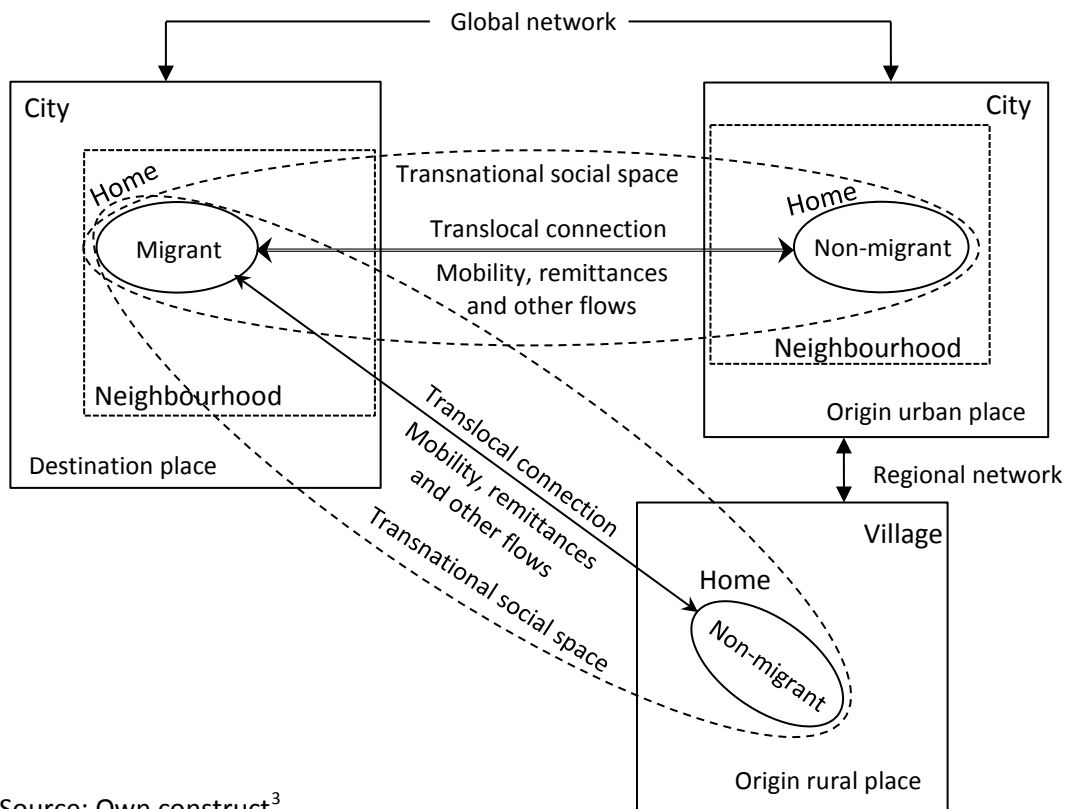 Global network
City
City
Home
Transnational social space
Home
Translocal connection
Migrant
Non-migrant
Mobility, remittances
and other flows
Neighbourhood
Neighbourhood
Origin urban place
Destination place
Translocal connection
Mobility, remittances
and other flows
Transnational social space
Regional network
Village
Home
Non-migrant
Origin rural place
Source: Own construct³